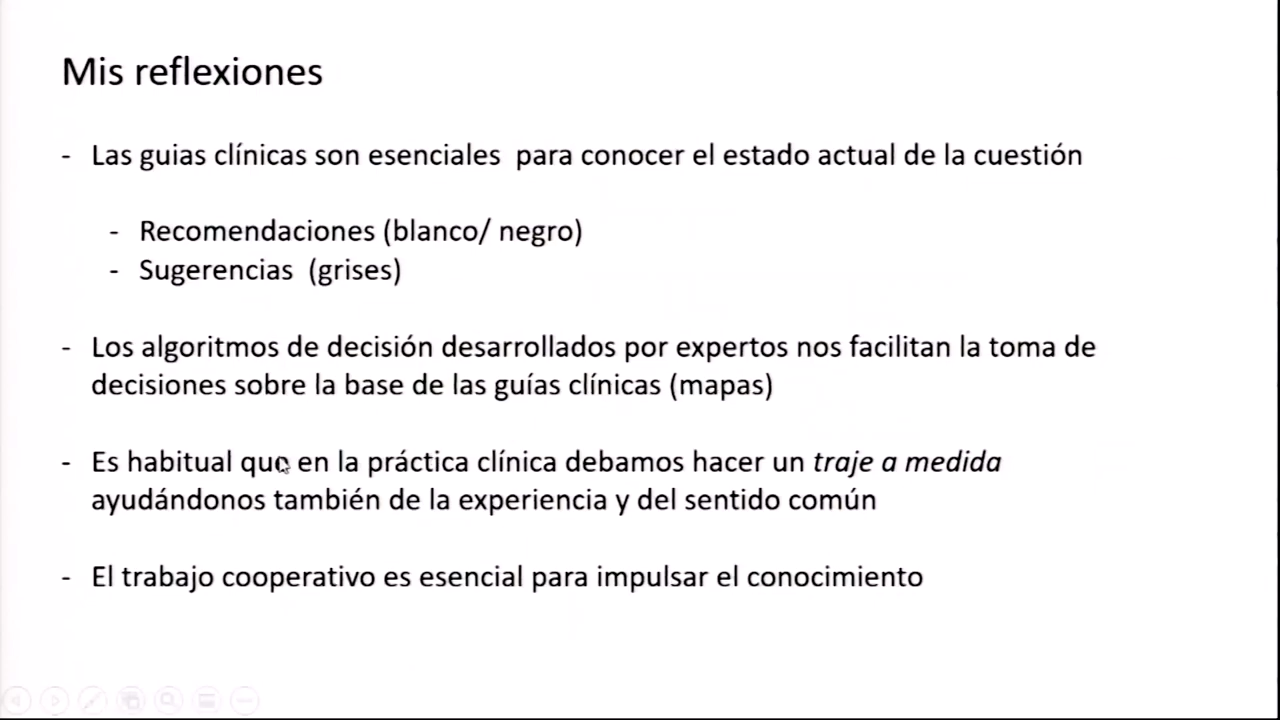 Mis reflexiones
- Las guias clínicas son esenciales  para conocer el estado actual de la cuestión
- Recomendaciones (blanco/ negro)
- Sugerencias  (grises)
- Los algoritmos de decisión desarrollados por expertos nos facilitan la toma de
decisiones sobre la base de las guías clínicas (mapas)
- Es habitual que en la práctica clínica debamos hacer un traje a medida
ayudándonos también de la experiencia y del sentido común
- El trabajo cooperativo es esencial para impulsar el conocimiento